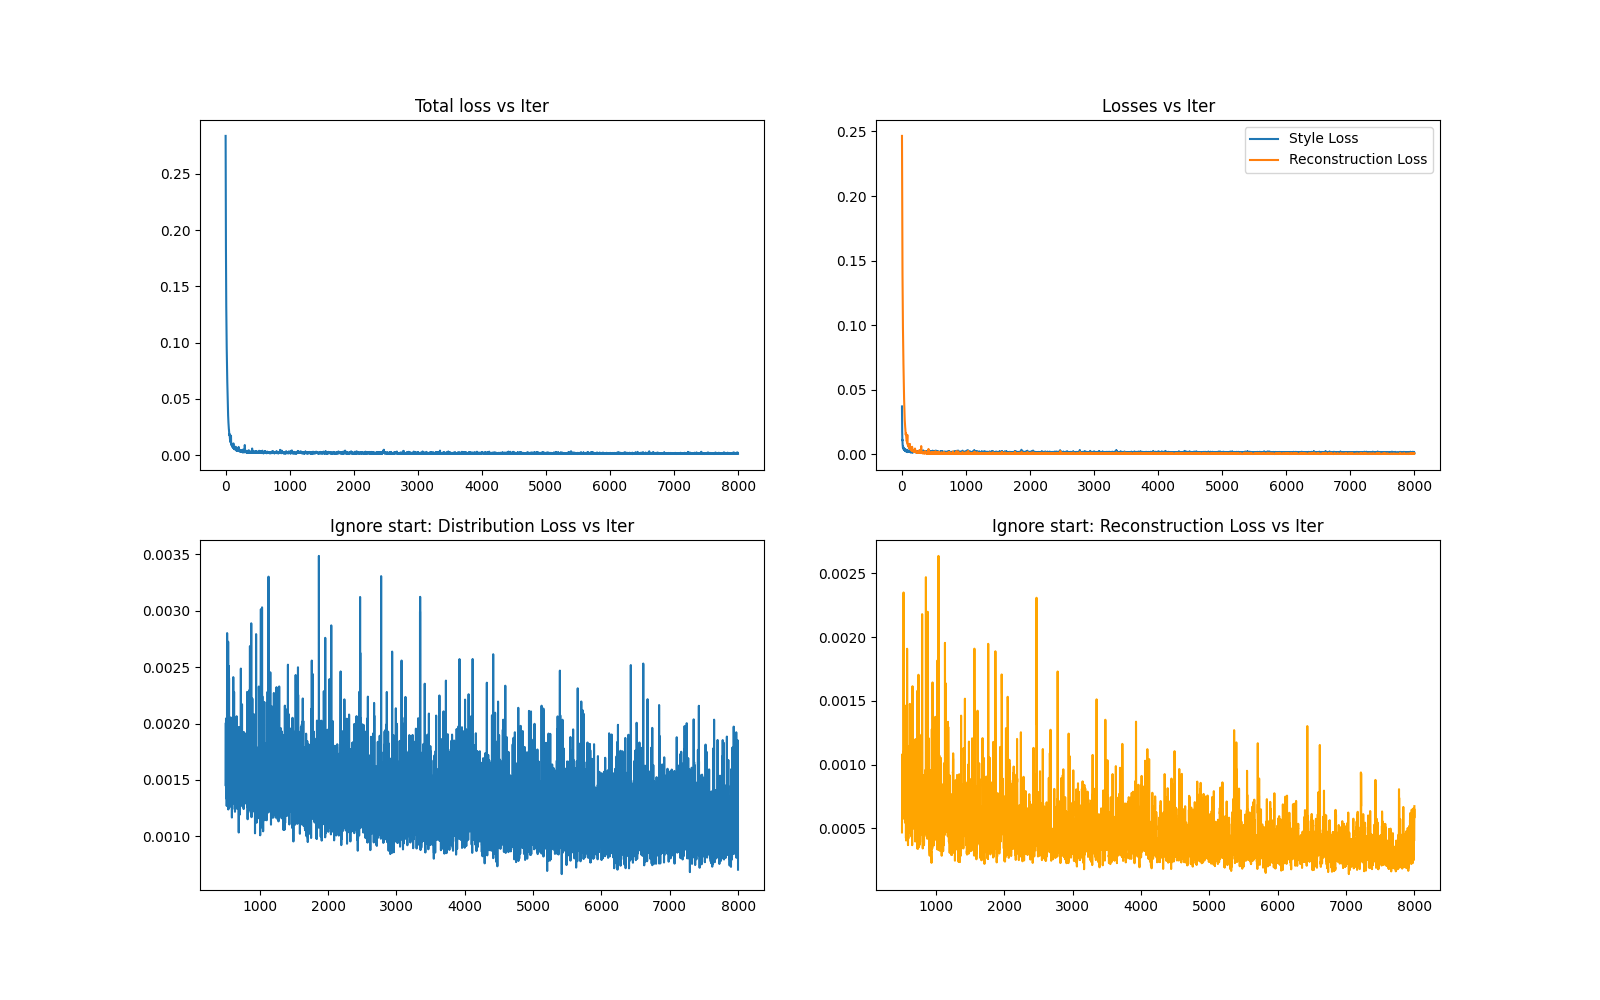 Total loss vs Iter
0.25
0.20
0.15
0.10
0.05
0.00
0 1000 2000 3000 4000 5000 6000 7000 8000
Losses vs Iter
Style Loss
Reconstruction Loss
0.25
0.20
0.15
0.10
0.05
0.00
0 1000 2000 3000 4000 5000 6000 7000 8000
Ignore start: Distribution Loss vs Iter
0.0035
0.0030
0.0025
0.0020
0.0015
0.0010
1000 2000 3000 4000 5000 6000 7000 8000
Ignore start: Reconstruction Loss vs Iter
0.0025
0.0020
0.0015
0.0010
0.0005
1000 2000 3000 4000 5000 6000 7000 8000